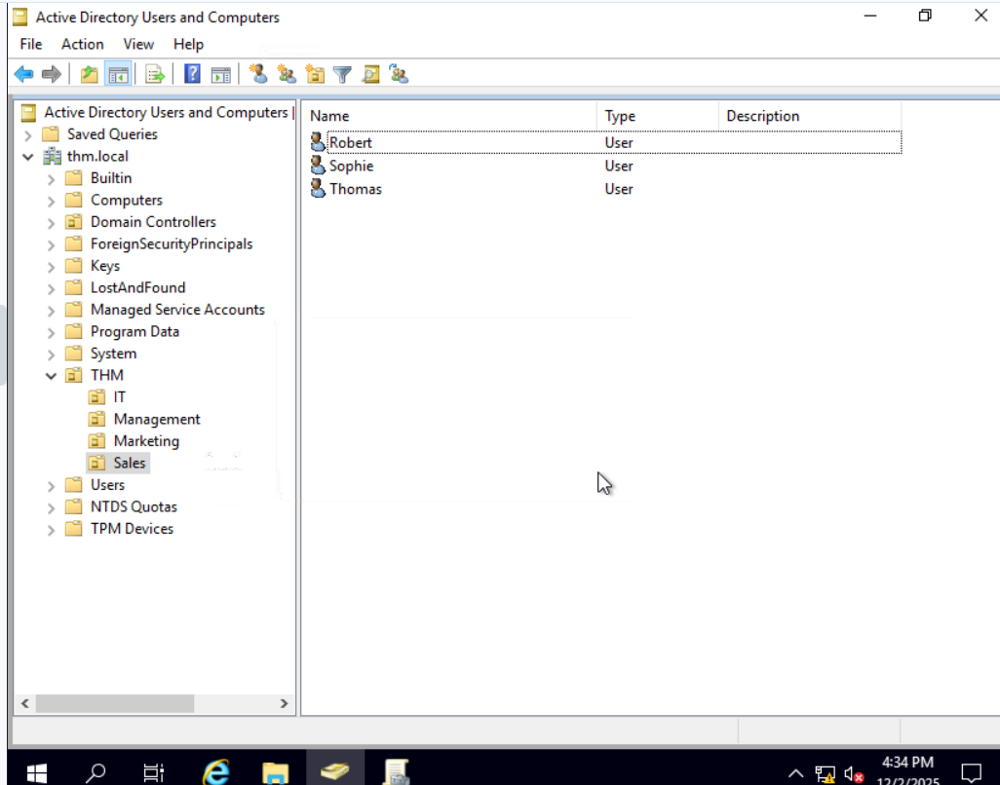 Active Directory Users and Computers
File Action View Help
Active Directory Users and Computers [
Saved Queries
thm.local
Builtin
Computers
Domain Controllers
ForeignSecurityPrincipals
Keys
LostAndFound
Managed Service Accounts
Program Data
System
THM
IT
Management
Marketing
Sales
Users
NTDS Quotas
TPM Devices
Name Type Description
Robert User
Sophie User
Thomas User
4:34 PM
12/2/2025